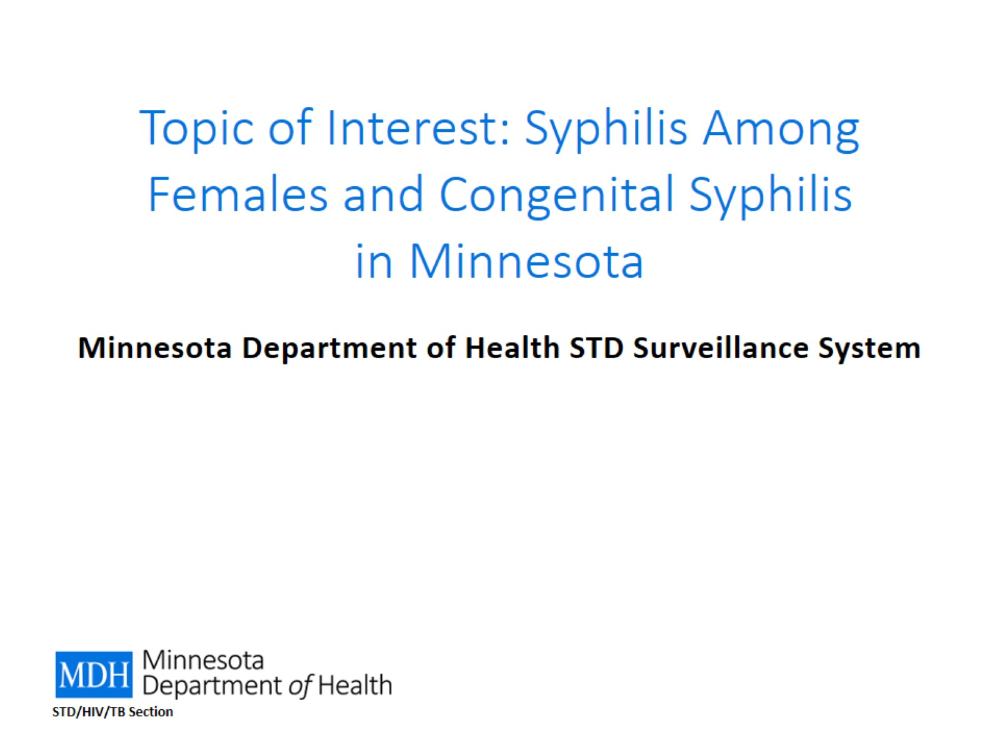 Topic of Interest: Syphilis Among
Females and Congenital Syphilis
in Minnesota
Minnesota Department of Health STD Surveillance System
MDH
Minnesota
Department of Health
STD/HIV/TB Section